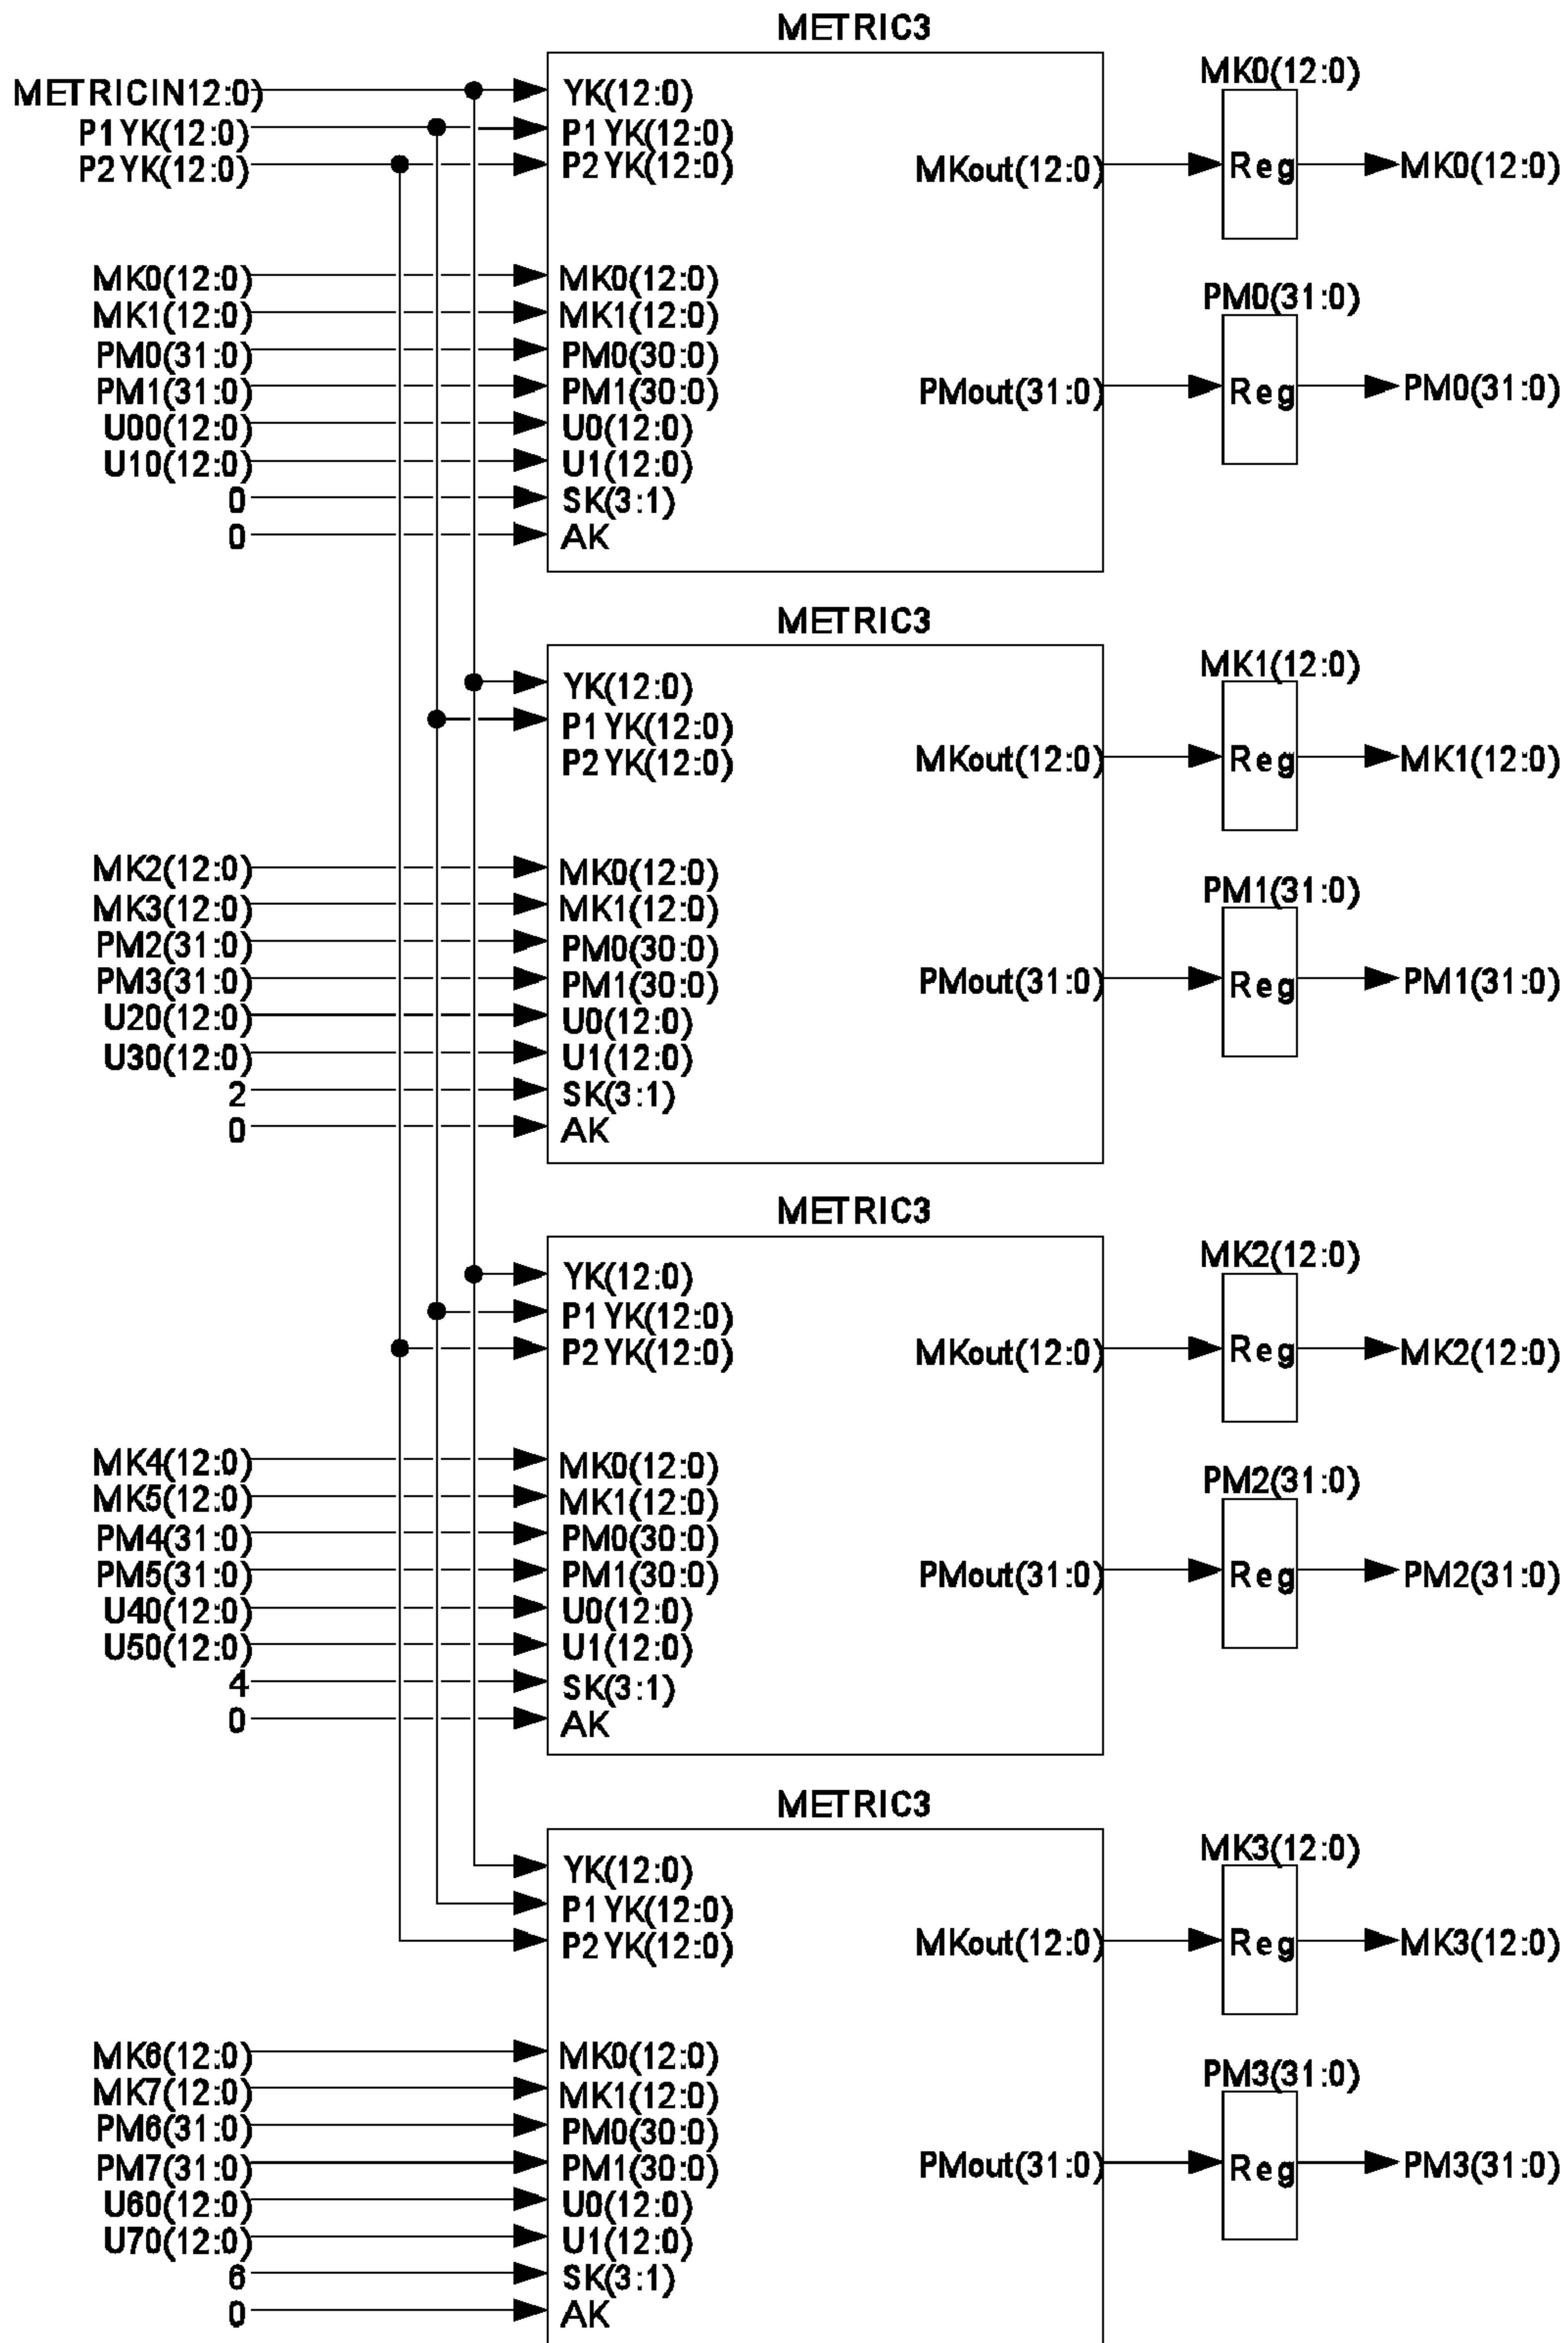 METRIC3
METRICIN12:0)
P1YK(12:0)
P2YK(12:0)
YK(12:0)
P1YK(12:0)
P2YK(12:0)
MKout(12:0)
MK0(12:0)
Reg
MK0(12:0)
MK0(12:0)
MK1(12:0)
PM0(31:0)
PM1(31:0)
U00(12:0)
U10(12:0)
0
0
MK0(12:0)
MK1(12:0)
PM0(30:0)
PM1(30:0)
U0(12:0)
U1(12:0)
SK(3:1)
AK
PMout(31:0)
PM0(31:0)
Reg
PM0(31:0)
METRIC3
YK(12:0)
P1YK(12:0)
P2YK(12:0)
MKout(12:0)
MK1(12:0)
Reg
MK1(12:0)
MK2(12:0)
MK3(12:0)
PM2(31:0)
PM3(31:0)
U20(12:0)
U30(12:0)
2
0
MK0(12:0)
MK1(12:0)
PM0(30:0)
PM1(30:0)
U0(12:0)
U1(12:0)
SK(3:1)
AK
PMout(31:0)
PM1(31:0)
Reg
PM1(31:0)
METRIC3
YK(12:0)
P1YK(12:0)
P2YK(12:0)
MKout(12:0)
MK2(12:0)
Reg
MK2(12:0)
MK4(12:0)
MK5(12:0)
PM4(31:0)
PM5(31:0)
U40(12:0)
U50(12:0)
4
0
MK0(12:0)
MK1(12:0)
PM0(30:0)
PM1(30:0)
U0(12:0)
U1(12:0)
SK(3:1)
AK
PMout(31:0)
PM2(31:0)
Reg
PM2(31:0)
METRIC3
YK(12:0)
P1YK(12:0)
P2YK(12:0)
MKout(12:0)
MK3(12:0)
Reg
MK3(12:0)
MK6(12:0)
MK7(12:0)
PM6(31:0)
PM7(31:0)
U60(12:0)
U70(12:0)
6
0
MK0(12:0)
MK1(12:0)
PM0(30:0)
PM1(30:0)
U0(12:0)
U1(12:0)
SK(3:1)
AK
PMout(31:0)
PM3(31:0)
Reg
PM3(31:0)